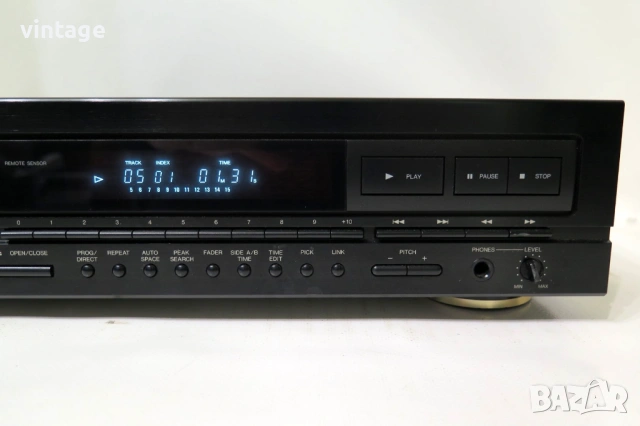 vintage
REMOTE SENSOR
TRACK INDEX TIME
05 01 01M31S
5 6 7 8 9 10 11 12 13 14 15
PLAY
PAUSE
STOP
0 1 2 3 4 5 6 7 8 9 +10
OPEN/CLOSE
PROG/
DIRECT
REPEAT
AUTO
SPACE
PEAK
SEARCH
FADER
SIDE A/B
TIME
TIME
EDIT
PICK
LINK
PITCH
− +
PHONES
LEVEL
MIN MAX
BAZAR